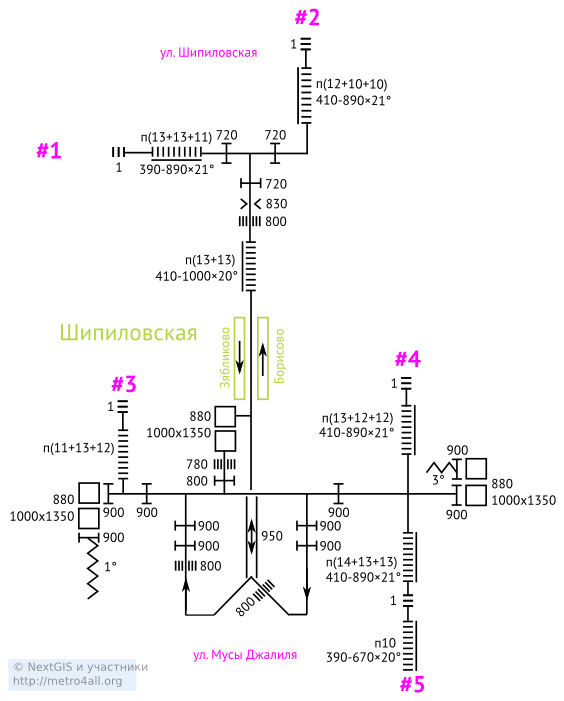 #2
1
ул. Шипиловская
п(12+10+10)
410-890×21°
п(13+13+11)
720
720
#1
1
390-890×21°
720
830
800
п(13+13)
410-1000×20°
Шипиловская
Зябликово
Борисово
#3
#4
1
1
880
1000x1350
п(13+12+12)
410-890×21°
п(11+13+12)
780
800
900
3°
880
1000x1350
880
1000x1350
900
900
900
900
900
1°
900
900
800
950
900
900
п(14+13+13)
410-890×21°
800
1
ул. Мусы Джалиля
п10
390-670×20°
#5
© NextGIS и участники
http://metro4all.org